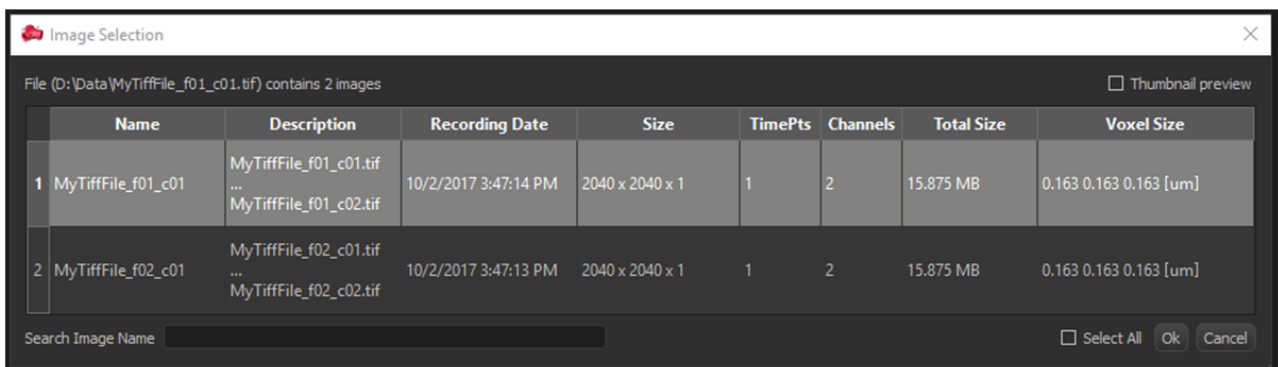 Image Selection
File (D:\Data\MyTiffFile_f01_c01.tif) contains 2 images
Thumbnail preview
Name Description Recording Date Size TimePts Channels Total Size Voxel Size
1 MyTiffFile_f01_c01 MyTiffFile_f01_c01.tif ... MyTiffFile_f01_c02.tif 10/2/2017 3:47:14 PM 2040 x 2040 x 1 1 2 15.875 MB 0.163 0.163 0.163 [um]
2 MyTiffFile_f02_c01 MyTiffFile_f02_c01.tif ... MyTiffFile_f02_c02.tif 10/2/2017 3:47:13 PM 2040 x 2040 x 1 1 2 15.875 MB 0.163 0.163 0.163 [um]
Search Image Name
Select All Ok Cancel